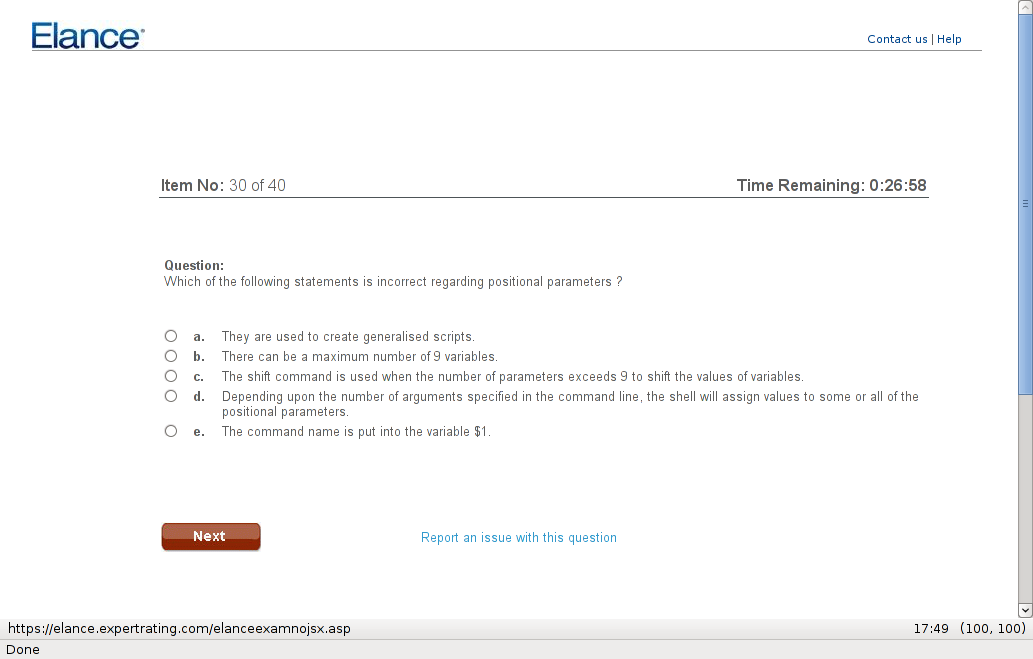 Elance
Contact us | Help
Item No: 30 of 40
Time Remaining: 0:26:58
Question:
Which of the following statements is incorrect regarding positional parameters ?
a. They are used to create generalised scripts.
b. There can be a maximum number of 9 variables.
c. The shift command is used when the number of parameters exceeds 9 to shift the values of variables.
d. Depending upon the number of arguments specified in the command line, the shell will assign values to some or all of the
positional parameters.
e. The command name is put into the variable $1.
Next
Report an issue with this question
https://elance.expertrating.com/elanceexamnojsx.asp
17:49 (100, 100)
Done